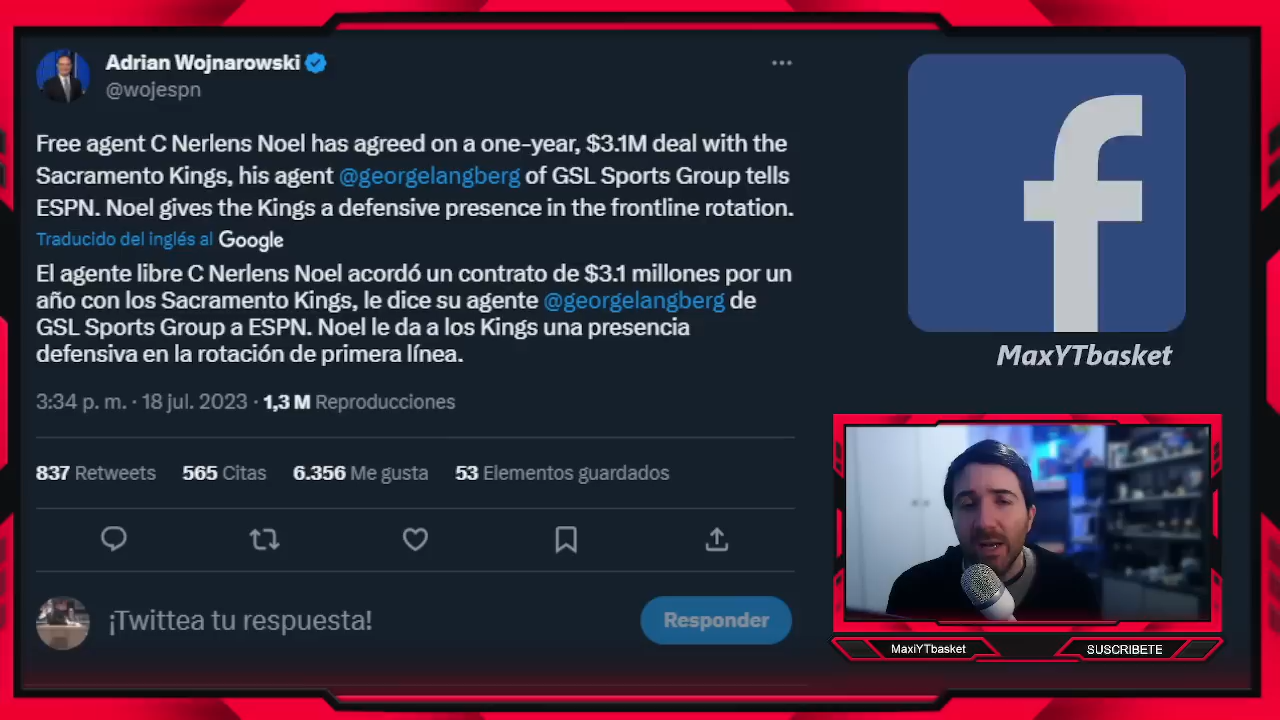 Adrian Wojnarowski
@wojespn
Free agent C Nerlens Noel has agreed on a one-year, $3.1M deal with the
Sacramento Kings, his agent @georgelangberg of GSL Sports Group tells
ESPN. Noel gives the Kings a defensive presence in the frontline rotation.
Traducido del inglés al Google
El agente libre C Nerlens Noel acordó un contrato de $3.1 millones por un
año con los Sacramento Kings, le dice su agente @georgelangberg de
GSL Sports Group a ESPN. Noel le da a los Kings una presencia
defensiva en la rotación de primera línea.
3:34 p. m. · 18 jul. 2023 · 1,3 M Reproducciones
837 Retweets 565 Citas 6.356 Me gusta 53 Elementos guardados
¡Twittea tu respuesta!
Responder
f
MaxYTbasket
MaxiYTbasket
SUSCRIBETE